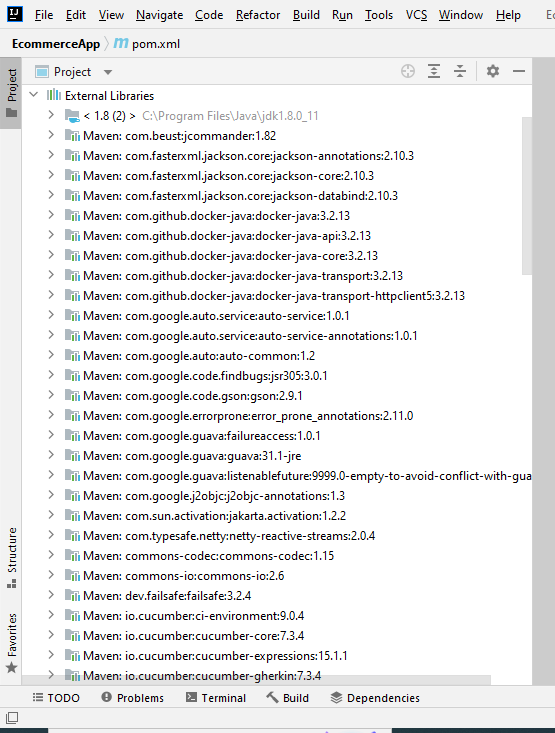 IJ File Edit View Navigate Code Refactor Build Run Tools VCS Window Help
EcommerceApp m pom.xml
Project
Project
External Libraries
< 1.8 (2) > C:\Program Files\Java\jdk1.8.0_11
Maven: com.beust:jcommander:1.82
Maven: com.fasterxml.jackson.core:jackson-annotations:2.10.3
Maven: com.fasterxml.jackson.core:jackson-core:2.10.3
Maven: com.fasterxml.jackson.core:jackson-databind:2.10.3
Maven: com.github.docker-java:docker-java:3.2.13
Maven: com.github.docker-java:docker-java-api:3.2.13
Maven: com.github.docker-java:docker-java-core:3.2.13
Maven: com.github.docker-java:docker-java-transport:3.2.13
Maven: com.github.docker-java:docker-java-transport-httpclient5:3.2.13
Maven: com.google.auto.service:auto-service:1.0.1
Maven: com.google.auto.service:auto-service-annotations:1.0.1
Maven: com.google.auto:auto-common:1.2
Maven: com.google.code.findbugs:jsr305:3.0.1
Maven: com.google.code.gson:gson:2.9.1
Maven: com.google.errorprone:error_prone_annotations:2.11.0
Maven: com.google.guava:failureaccess:1.0.1
Maven: com.google.guava:guava:31.1-jre
Maven: com.google.guava:listenablefuture:9999.0-empty-to-avoid-conflict-with-gua
Maven: com.google.j2objc:j2objc-annotations:1.3
Maven: com.sun.activation:jakarta.activation:1.2.2
Maven: com.typesafe.netty:netty-reactive-streams:2.0.4
Maven: commons-codec:commons-codec:1.15
Maven: commons-io:commons-io:2.6
Maven: dev.failsafe:failsafe:3.2.4
Maven: io.cucumber:ci-environment:9.0.4
Maven: io.cucumber:cucumber-core:7.3.4
Maven: io.cucumber:cucumber-expressions:15.1.1
Maven: io.cucumber:cucumber-gherkin:7.3.4
Structure
Favorites
TODO Problems Terminal Build Dependencies